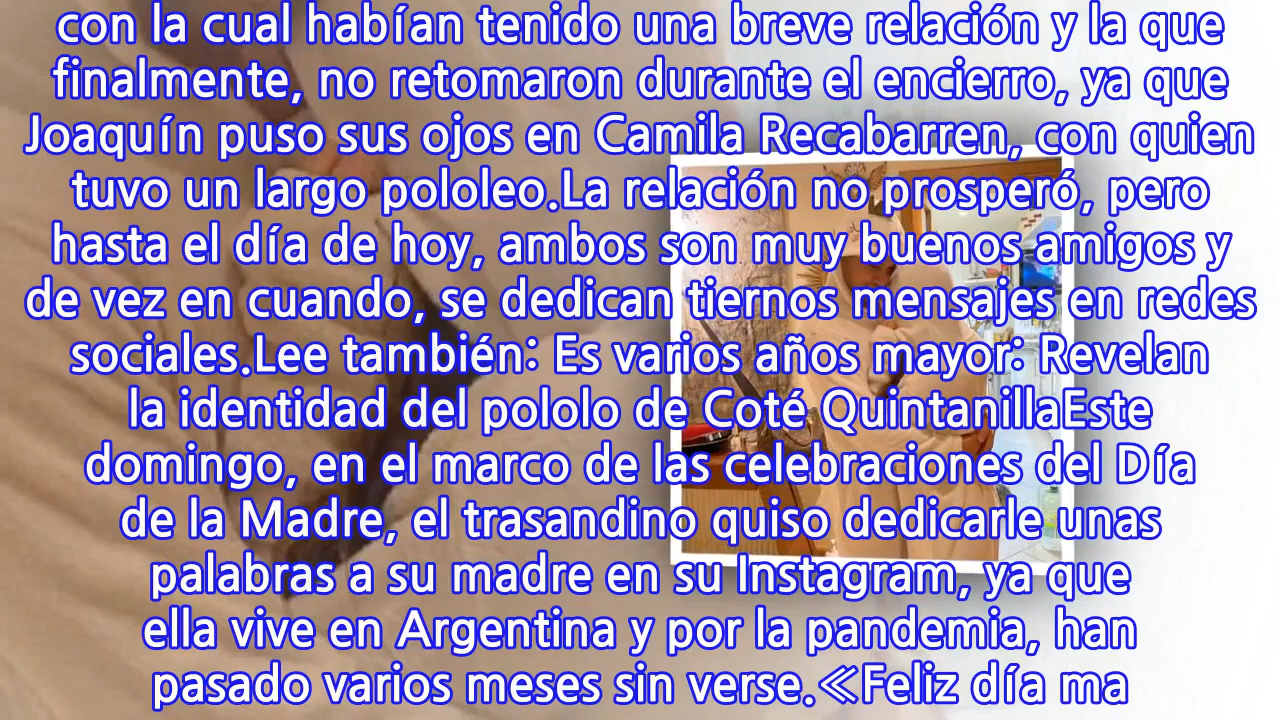 con la cual habían tenido una breve relación y la que
finalmente, no retomaron durante el encierro, ya que
Joaquín puso sus ojos en Camila Recabarren, con quien
tuvo un largo pololeo.La relación no prosperó, pero
hasta el día de hoy, ambos son muy buenos amigos y
de vez en cuando, se dedican tiernos mensajes en redes
sociales.Lee también: Es varios años mayor: Revelan
la identidad del pololo de Coté QuintanillaEste
domingo, en el marco de las celebraciones del Día
de la Madre, el trasandino quiso dedicarle unas
palabras a su madre en su Instagram, ya que
ella vive en Argentina y por la pandemia, han
pasado varios meses sin verse.≪Feliz día ma